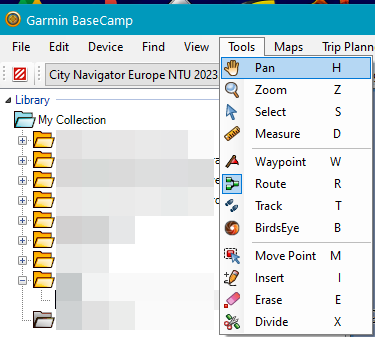 Garmin BaseCamp
File Edit Device Find View Tools Maps Trip Plann
City Navigator Europe NTU 2023
Library
My Collection
Pan H
Zoom Z
Select S
Measure D
Waypoint W
Route R
Track T
BirdsEye B
Move Point M
Insert I
Erase E
Divide X